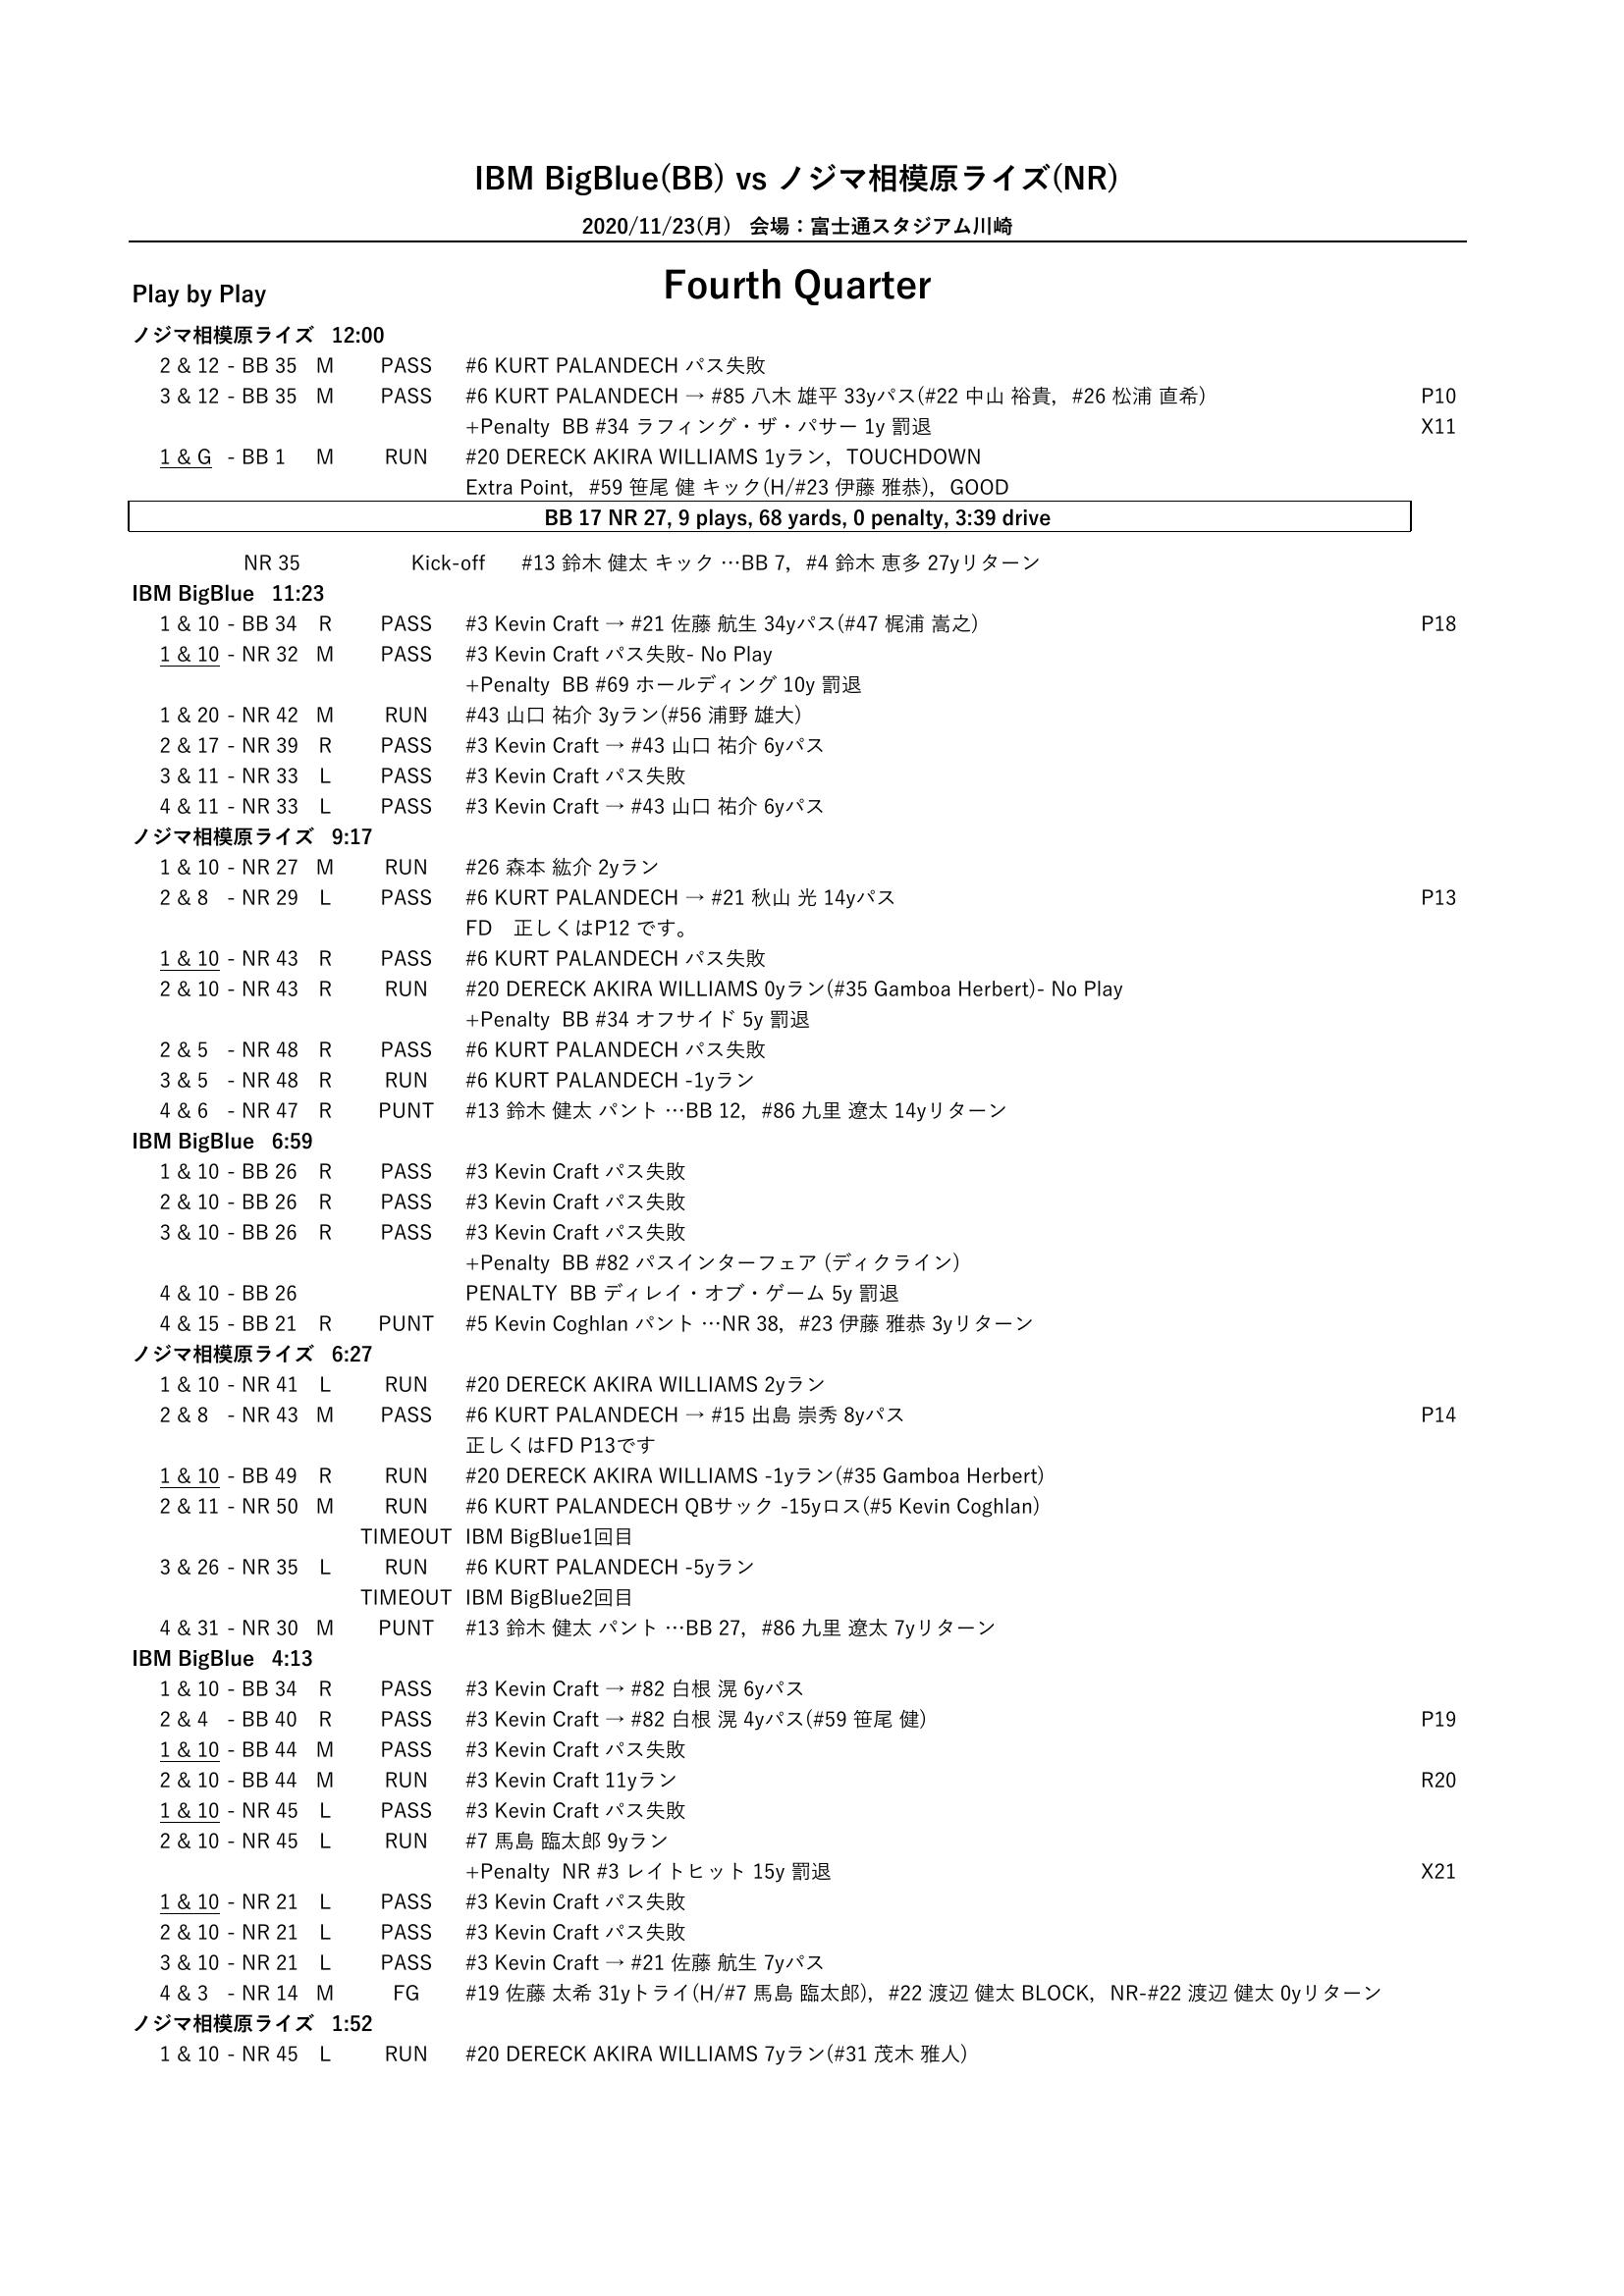 IBM BigBlue(BB) vs ノジマ相模原ライズ(NR)
2020/11/23(月) 会場：富士通スタジアム川崎
Play by Play
Fourth Quarter
ノジマ相模原ライズ 12:00
2 & 12 - BB 35 M PASS #6 KURT PALANDECH パス失敗
3 & 12 - BB 35 M PASS #6 KURT PALANDECH → #85 八木 雄平 33yパス(#22 中山 裕貴, #26 松浦 直希) P10
+Penalty BB #34 ラフィング・ザ・パサー 1y 罰退 X11
1 & G - BB 1 M RUN #20 DERECK AKIRA WILLIAMS 1yラン, TOUCHDOWN
Extra Point, #59 笹尾 健 キック(H/#23 伊藤 雅恭), GOOD
BB 17 NR 27, 9 plays, 68 yards, 0 penalty, 3:39 drive
NR 35 Kick-off #13 鈴木 健太 キック …BB 7, #4 鈴木 恵多 27yリターン
IBM BigBlue 11:23
1 & 10 - BB 34 R PASS #3 Kevin Craft → #21 佐藤 航生 34yパス(#47 梶浦 嵩之) P18
1 & 10 - NR 32 M PASS #3 Kevin Craft パス失敗- No Play
+Penalty BB #69 ホールディング 10y 罰退
1 & 20 - NR 42 M RUN #43 山口 祐介 3yラン(#56 浦野 雄大)
2 & 17 - NR 39 R PASS #3 Kevin Craft → #43 山口 祐介 6yパス
3 & 11 - NR 33 L PASS #3 Kevin Craft パス失敗
4 & 11 - NR 33 L PASS #3 Kevin Craft → #43 山口 祐介 6yパス
ノジマ相模原ライズ 9:17
1 & 10 - NR 27 M RUN #26 森本 紘介 2yラン
2 & 8 - NR 29 L PASS #6 KURT PALANDECH → #21 秋山 光 14yパス P13
FD 正しくはP12 です。
1 & 10 - NR 43 R PASS #6 KURT PALANDECH パス失敗
2 & 10 - NR 43 R RUN #20 DERECK AKIRA WILLIAMS 0yラン(#35 Gamboa Herbert)- No Play
+Penalty BB #34 オフサイド 5y 罰退
2 & 5 - NR 48 R PASS #6 KURT PALANDECH パス失敗
3 & 5 - NR 48 R RUN #6 KURT PALANDECH -1yラン
4 & 6 - NR 47 R PUNT #13 鈴木 健太 パント …BB 12, #86 九里 遼太 14yリターン
IBM BigBlue 6:59
1 & 10 - BB 26 R PASS #3 Kevin Craft パス失敗
2 & 10 - BB 26 R PASS #3 Kevin Craft パス失敗
3 & 10 - BB 26 R PASS #3 Kevin Craft パス失敗
+Penalty BB #82 パスインターフェア (ディクライン)
4 & 10 - BB 26 PENALTY BB ディレイ・オブ・ゲーム 5y 罰退
4 & 15 - BB 21 R PUNT #5 Kevin Coghlan パント …NR 38, #23 伊藤 雅恭 3yリターン
ノジマ相模原ライズ 6:27
1 & 10 - NR 41 L RUN #20 DERECK AKIRA WILLIAMS 2yラン
2 & 8 - NR 43 M PASS #6 KURT PALANDECH → #15 出島 崇秀 8yパス P14
正しくはFD P13です
1 & 10 - BB 49 R RUN #20 DERECK AKIRA WILLIAMS -1yラン(#35 Gamboa Herbert)
2 & 11 - NR 50 M RUN #6 KURT PALANDECH QBサック -15yロス(#5 Kevin Coghlan)
TIMEOUT IBM BigBlue1回目
3 & 26 - NR 35 L RUN #6 KURT PALANDECH -5yラン
TIMEOUT IBM BigBlue2回目
4 & 31 - NR 30 M PUNT #13 鈴木 健太 パント …BB 27, #86 九里 遼太 7yリターン
IBM BigBlue 4:13
1 & 10 - BB 34 R PASS #3 Kevin Craft → #82 白根 滉 6yパス
2 & 4 - BB 40 R PASS #3 Kevin Craft → #82 白根 滉 4yパス(#59 笹尾 健) P19
1 & 10 - BB 44 M PASS #3 Kevin Craft パス失敗
2 & 10 - BB 44 M RUN #3 Kevin Craft 11yラン R20
1 & 10 - NR 45 L PASS #3 Kevin Craft パス失敗
2 & 10 - NR 45 L RUN #7 馬島 臨太郎 9yラン
+Penalty NR #3 レイトヒット 15y 罰退 X21
1 & 10 - NR 21 L PASS #3 Kevin Craft パス失敗
2 & 10 - NR 21 L PASS #3 Kevin Craft パス失敗
3 & 10 - NR 21 L PASS #3 Kevin Craft → #21 佐藤 航生 7yパス
4 & 3 - NR 14 M FG #19 佐藤 太希 31yトライ(H/#7 馬島 臨太郎), #22 渡辺 健太 BLOCK, NR-#22 渡辺 健太 0yリターン
ノジマ相模原ライズ 1:52
1 & 10 - NR 45 L RUN #20 DERECK AKIRA WILLIAMS 7yラン(#31 茂木 雅人)